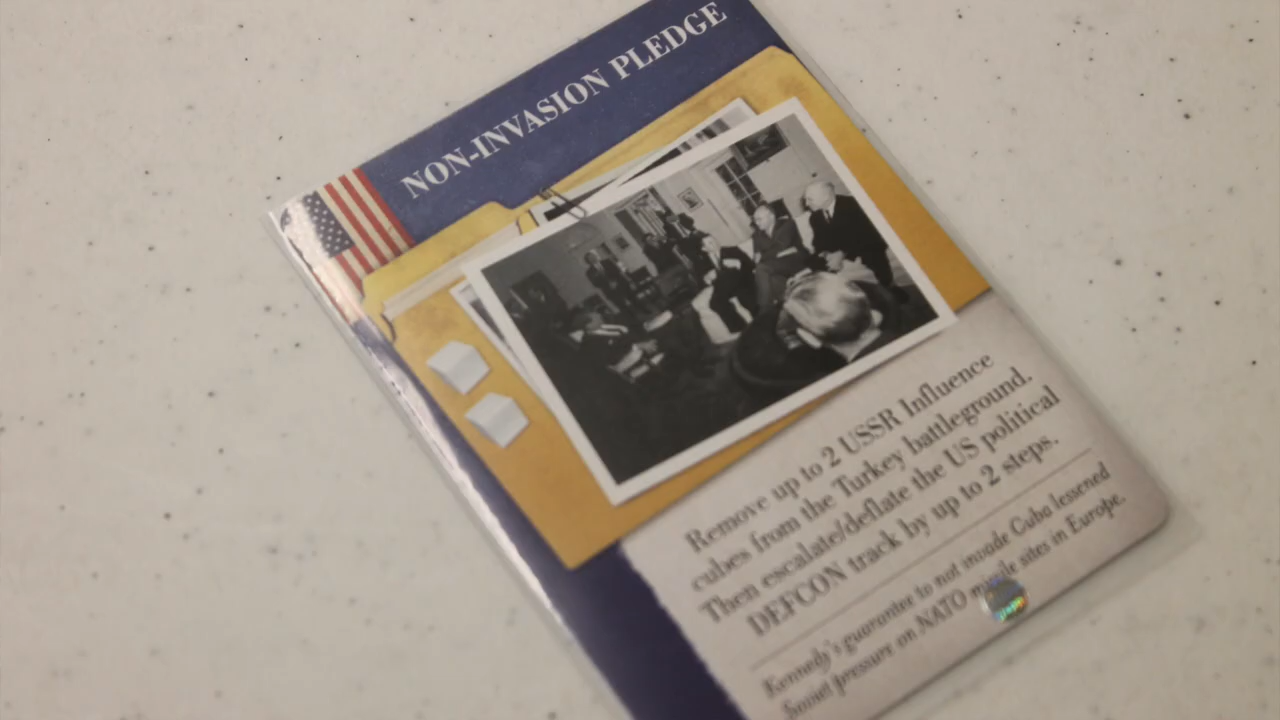 NON-INVASION PLEDGE
Remove up to 2 USSR Influence
cubes from the Turkey battleground.
Then escalate/deflate the US political
DEFCON track by up to 2 steps.
Kennedy's guarantee to not invade Cuba lessened
Soviet pressure on NATO missile sites in Europe.